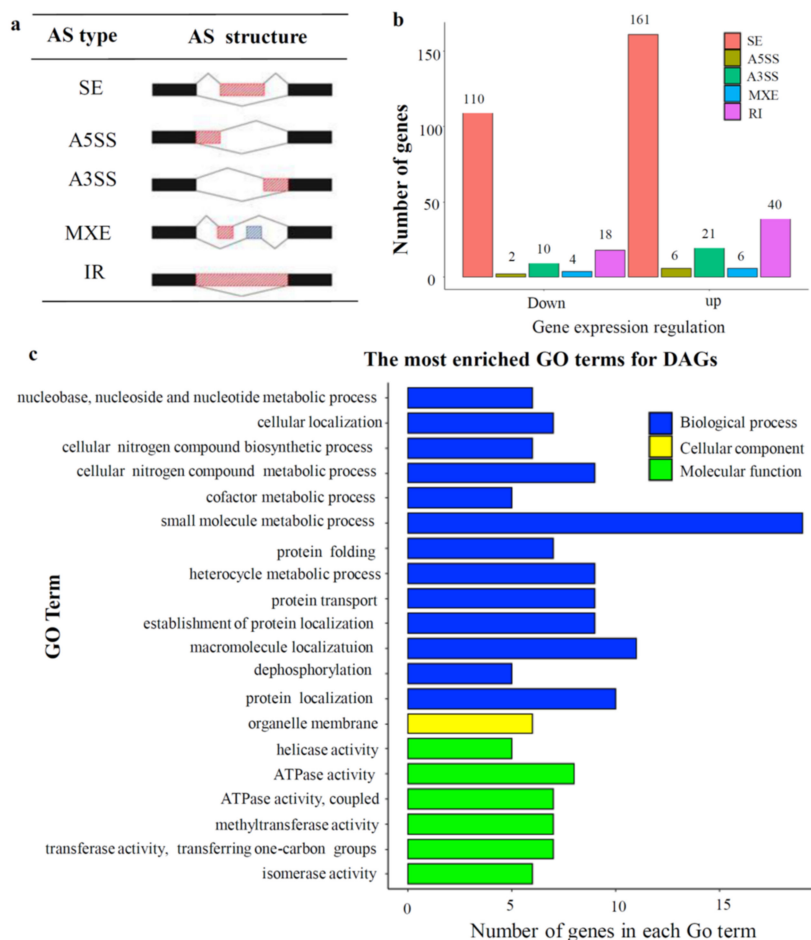 a
AS type AS structure
SE
A5SS
A3SS
MXE
IR
b
Number of genes
150
100
50
0
110
2
10
4
18
161
6
21
6
40
SE
A5SS
A3SS
MXE
RI
Down up
Gene expression regulation
c
The most enriched GO terms for DAGs
GO Term
nucleobase, nucleoside and nucleotide metabolic process
cellular localization
cellular nitrogen compound biosynthetic process
cellular nitrogen compound metabolic process
cofactor metabolic process
small molecule metabolic process
protein folding
heterocycle metabolic process
protein transport
establishment of protein localization
macromolecule localizatuion
dephosphorylation
protein localization
organelle membrane
helicase activity
ATPase activity
ATPase activity, coupled
methyltransferase activity
transferase activity, transferring one-carbon groups
isomerase activity
Biological process
Cellular component
Molecular function
0 5 10 15
Number of genes in each Go term